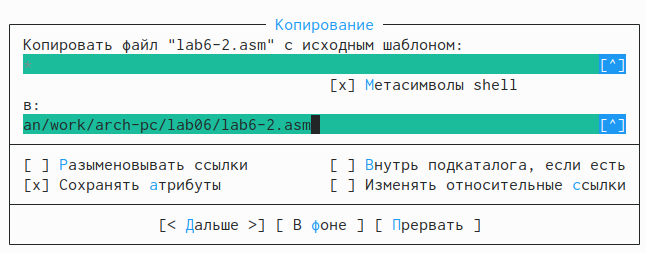 Копирование
Копировать файл "lab6-2.asm" с исходным шаблоном:
[^]
[x] Метасимволы shell
в:
an/work/arch-pc/lab06/lab6-2.asm [^]
[ ] Разыменовывать ссылки [ ] Внутрь подкаталога, если есть
[x] Сохранять атрибуты [ ] Изменять относительные ссылки
[< Дальше >] [ В фоне ] [ Прервать ]